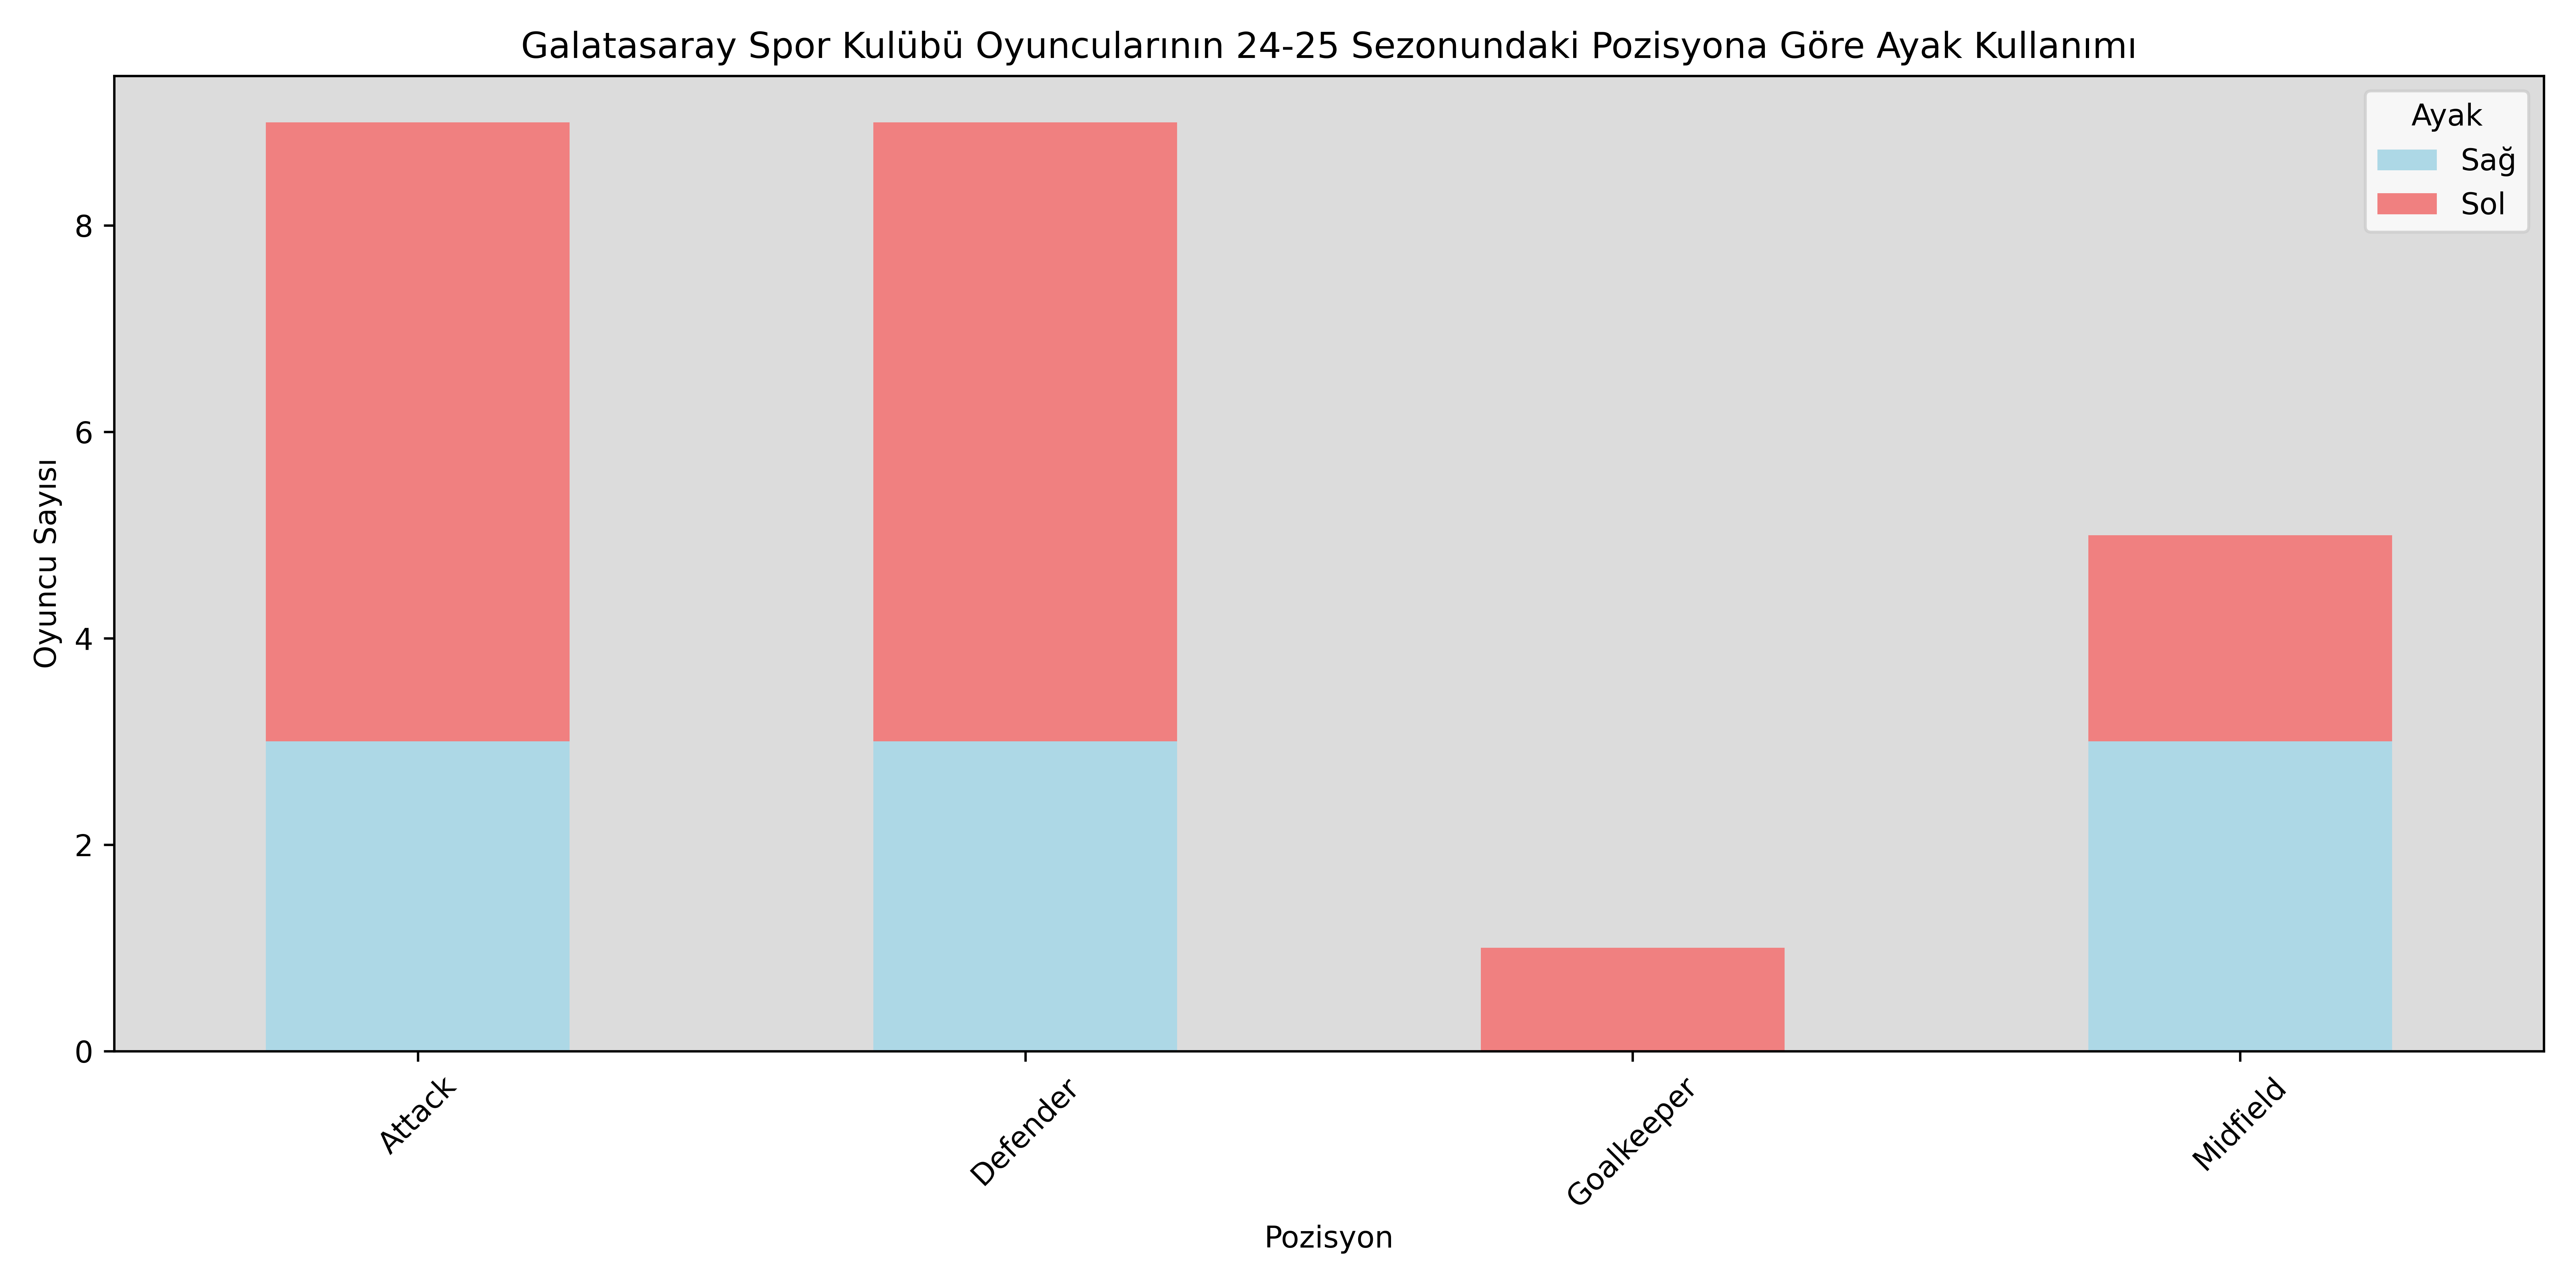 Galatasaray Spor Kulübü Oyuncularının 24-25 Sezonundaki Pozisyona Göre Ayak Kullanımı
Ayak
Sağ
Sol
Oyuncu Sayısı
8
6
4
2
0
Attack
Defender
Goalkeeper
Midfield
Pozisyon